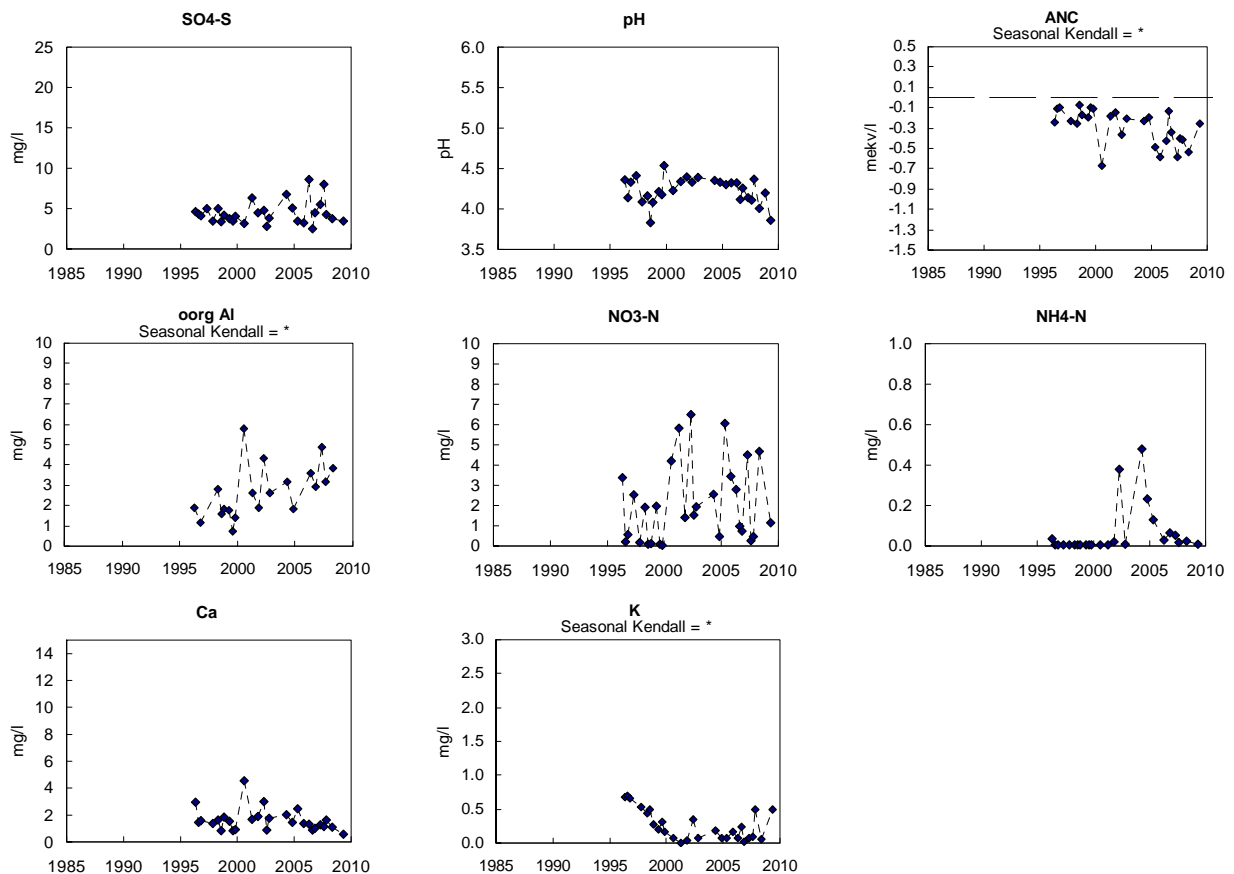 SO4-S
25
20
15
10
5
0
mg/l
1985 1990 1995 2000 2005 2010
pH
6.0
5.5
5.0
4.5
4.0
3.5
pH
1985 1990 1995 2000 2005 2010
ANC
Seasonal Kendall = *
0.5
0.3
0.1
-0.1
-0.3
-0.5
-0.7
-0.9
-1.1
-1.3
-1.5
mekv/l
1985 1990 1995 2000 2005 2010
oorg Al
Seasonal Kendall = *
10
9
8
7
6
5
4
3
2
1
0
mg/l
1985 1990 1995 2000 2005 2010
NO3-N
10
9
8
7
6
5
4
3
2
1
0
mg/l
1985 1990 1995 2000 2005 2010
NH4-N
1.0
0.8
0.6
0.4
0.2
0.0
mg/l
1985 1990 1995 2000 2005 2010
Ca
14
12
10
8
6
4
2
0
mg/l
1985 1990 1995 2000 2005 2010
K
Seasonal Kendall = *
3.0
2.5
2.0
1.5
1.0
0.5
0.0
mg/l
1985 1990 1995 2000 2005 2010